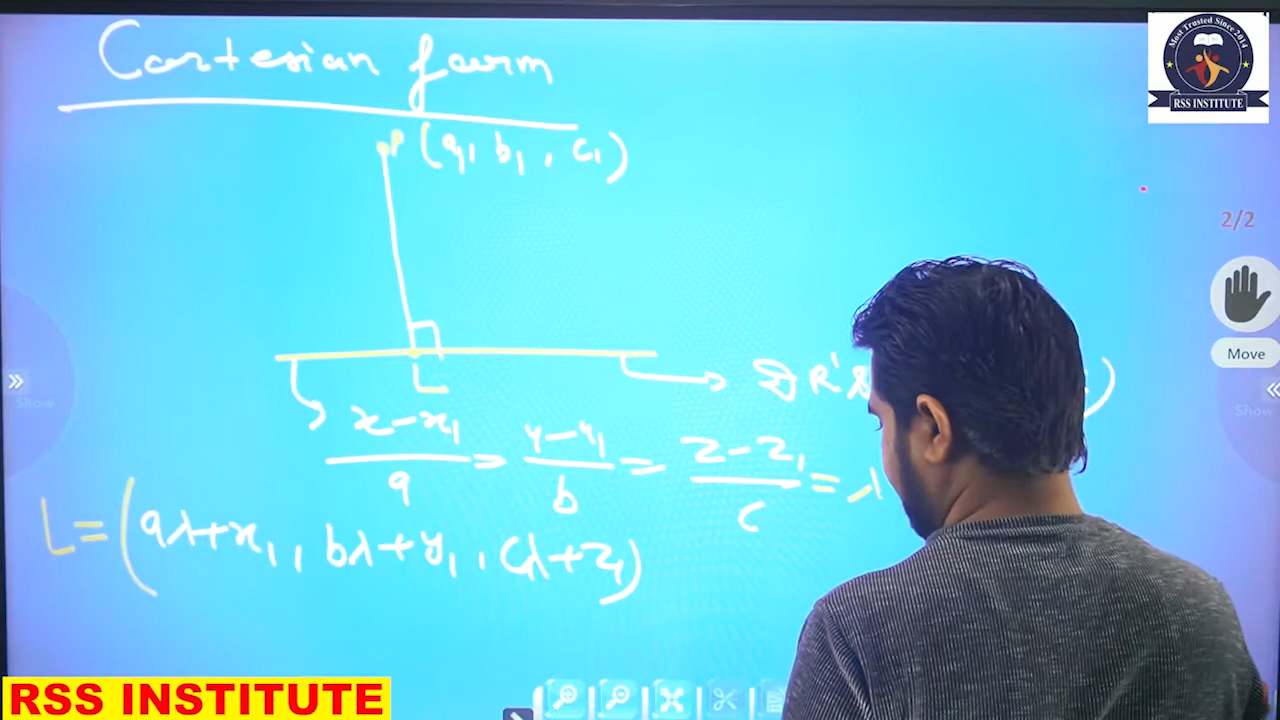 Cartesian form
Most Trusted Since 2014
RSS INSTITUTE
P (a₁, b₁, c₁)
2/2
Move
L
D R's
Show
Show
x-x₁/a = y-y₁/b = z-z₁/c = λ
L = (aλ+x₁, bλ+y₁, cλ+z₁)
RSS INSTITUTE